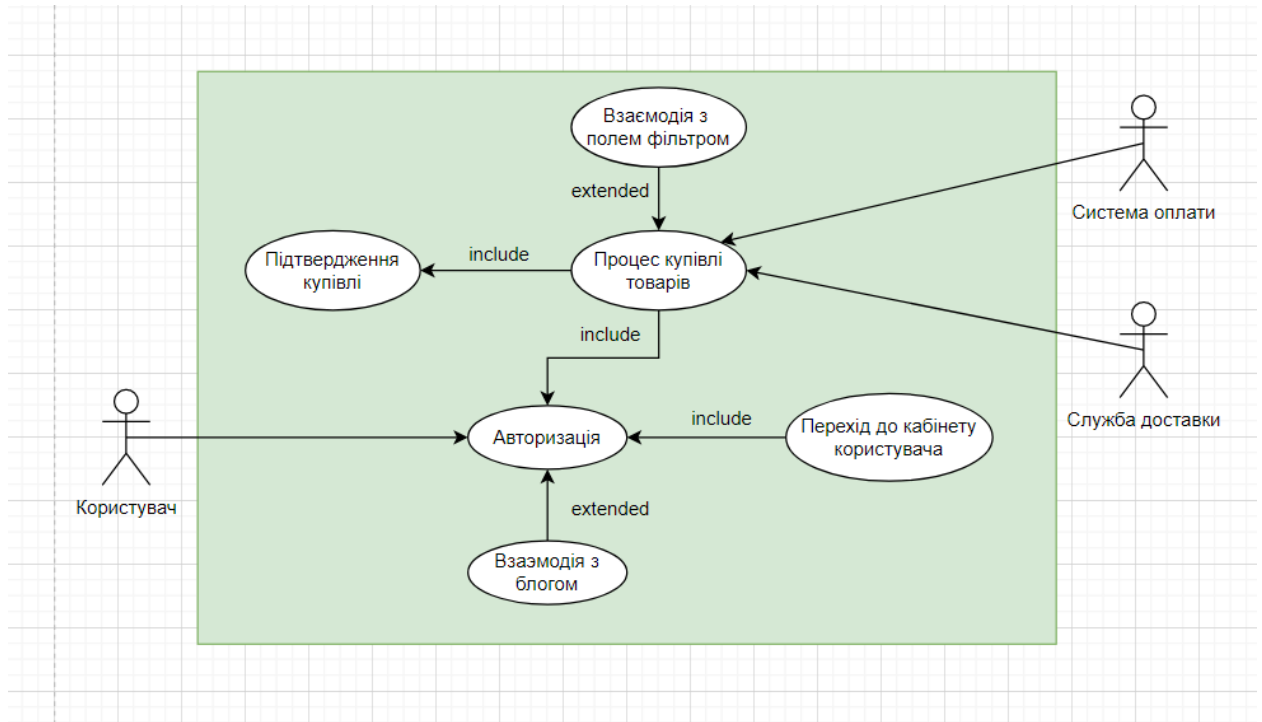 Взаємодія з
полем фільтром
extended
Система оплати
Підтвердження
купівлі
include
Процес купівлі
товарів
include
Служба доставки
Авторизація
include
Перехід до кабінету
користувача
Користувач
extended
Взаэмодія з
блогом